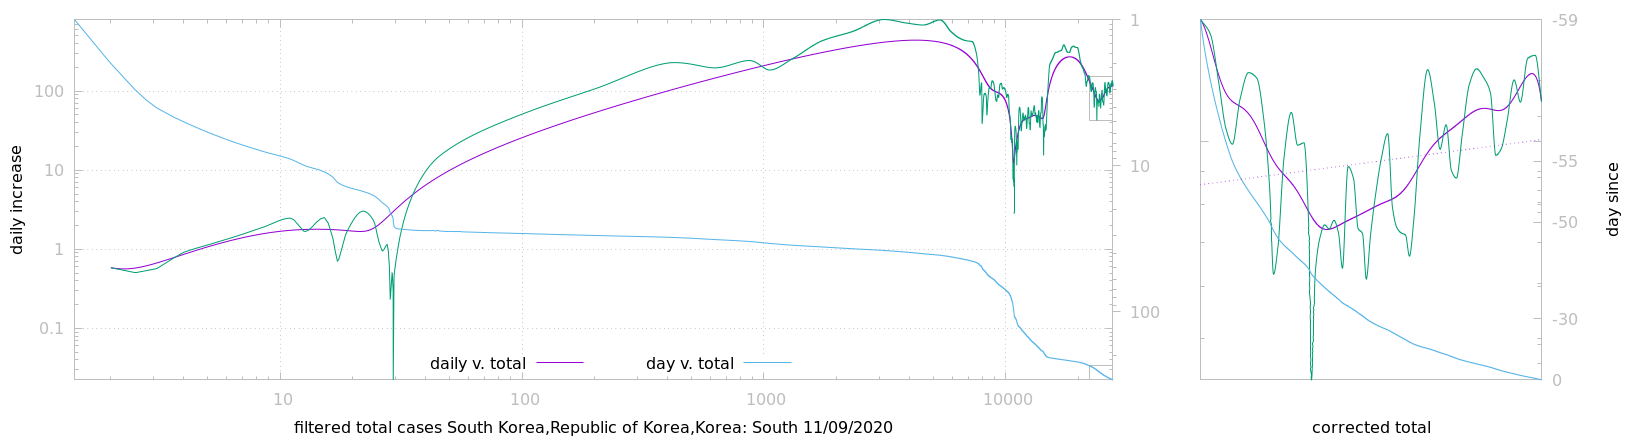 daily increase
100
10
1
0.1
1
10
100
daily v. total
day v. total
10
100
1000
10000
filtered total cases South Korea,Republic of Korea,Korea: South 11/09/2020
-59
-55
-50
-30
0
day since
corrected total